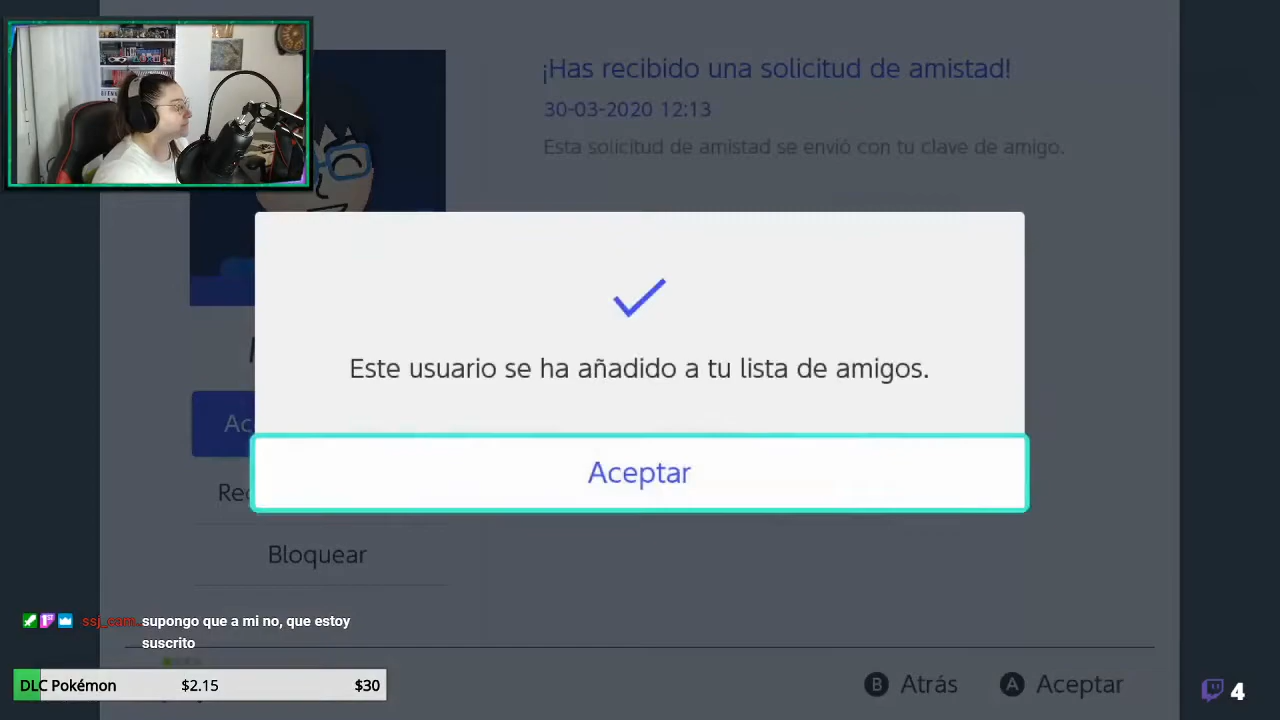 ¡Has recibido una solicitud de amistad!
30-03-2020 12:13
Esta solicitud de amistad se envió con tu clave de amigo.
Este usuario se ha añadido a tu lista de amigos.
Aceptar
Bloquear
ssj_cam.. supongo que a mi no, que estoy
suscrito
DLC Pokémon $2.15 $30
B Atrás A Aceptar
4